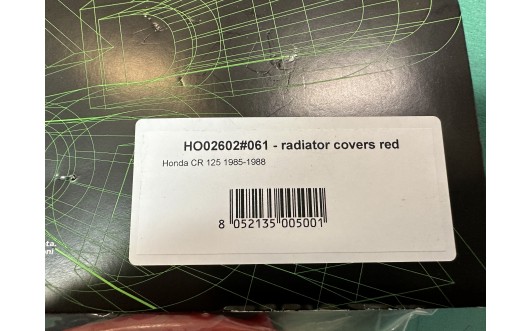 HO02602#061 - radiator covers red
Honda CR 125 1985-1988
8 052135 005001